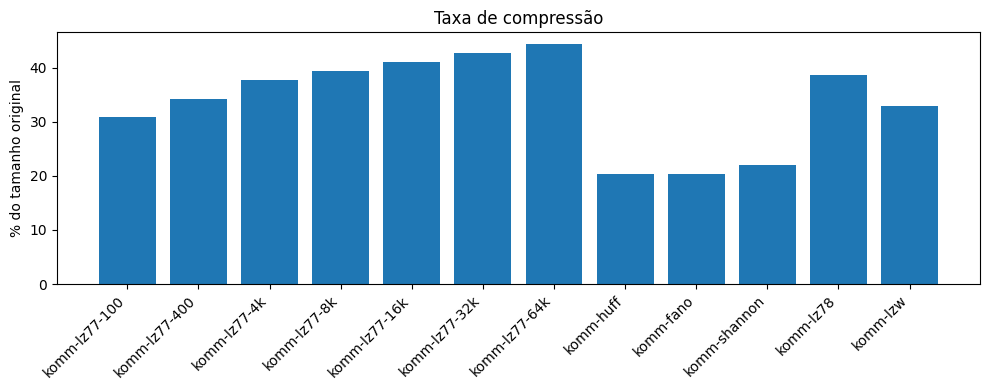 Taxa de compressão
% do tamanho original
40
30
20
10
0
komm-lz77-100
komm-lz77-400
komm-lz77-4k
komm-lz77-8k
komm-lz77-16k
komm-lz77-32k
komm-lz77-64k
komm-huff
komm-fano
komm-shannon
komm-lz78
komm-lzw